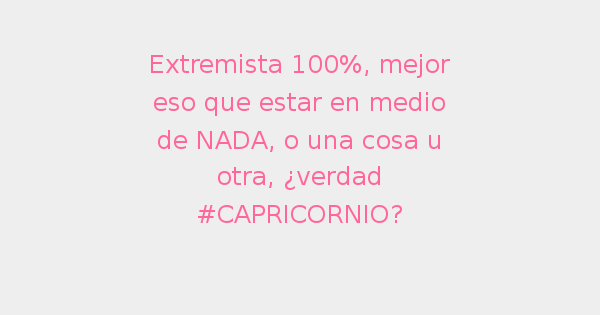 Extremista 100%, mejor
eso que estar en medio
de NADA, o una cosa u
otra, ¿verdad
#CAPRICORNIO?